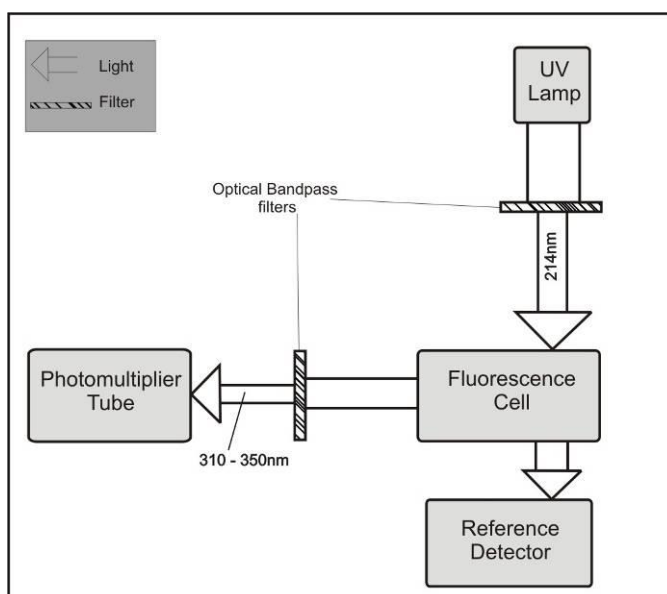 Light
Filter
UV
Lamp
Optical Bandpass
filters
214nm
Photomultiplier
Tube
Fluorescence
Cell
310 - 350nm
Reference
Detector